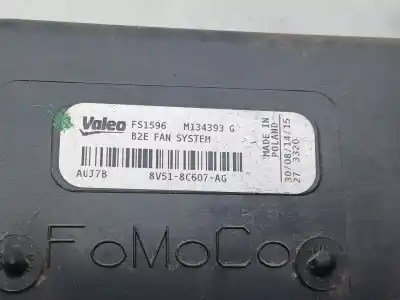 Valeo FS1596 M134393 G
B2E FAN SYSTEM
A0J7B 8V51-8C607-AG
MADE IN
POLAND
30/08/14/15
27 3320
FoMoCo